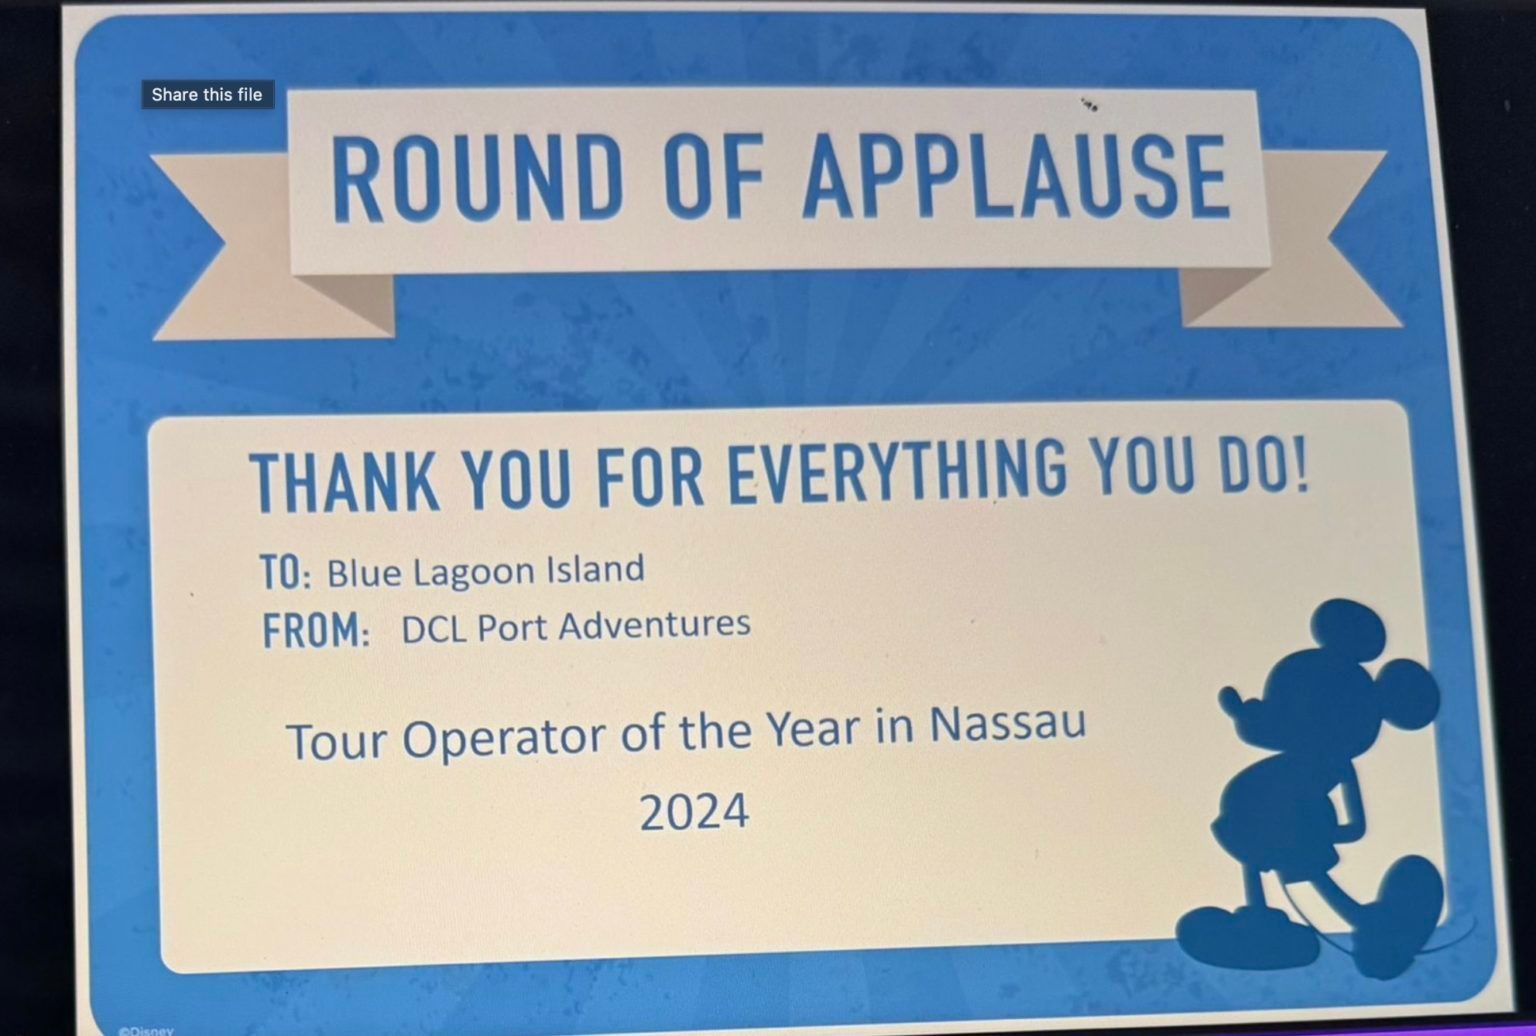 Share this file
ROUND OF APPLAUSE
THANK YOU FOR EVERYTHING YOU DO!
TO: Blue Lagoon Island
FROM: DCL Port Adventures
Tour Operator of the Year in Nassau
2024
©Disney